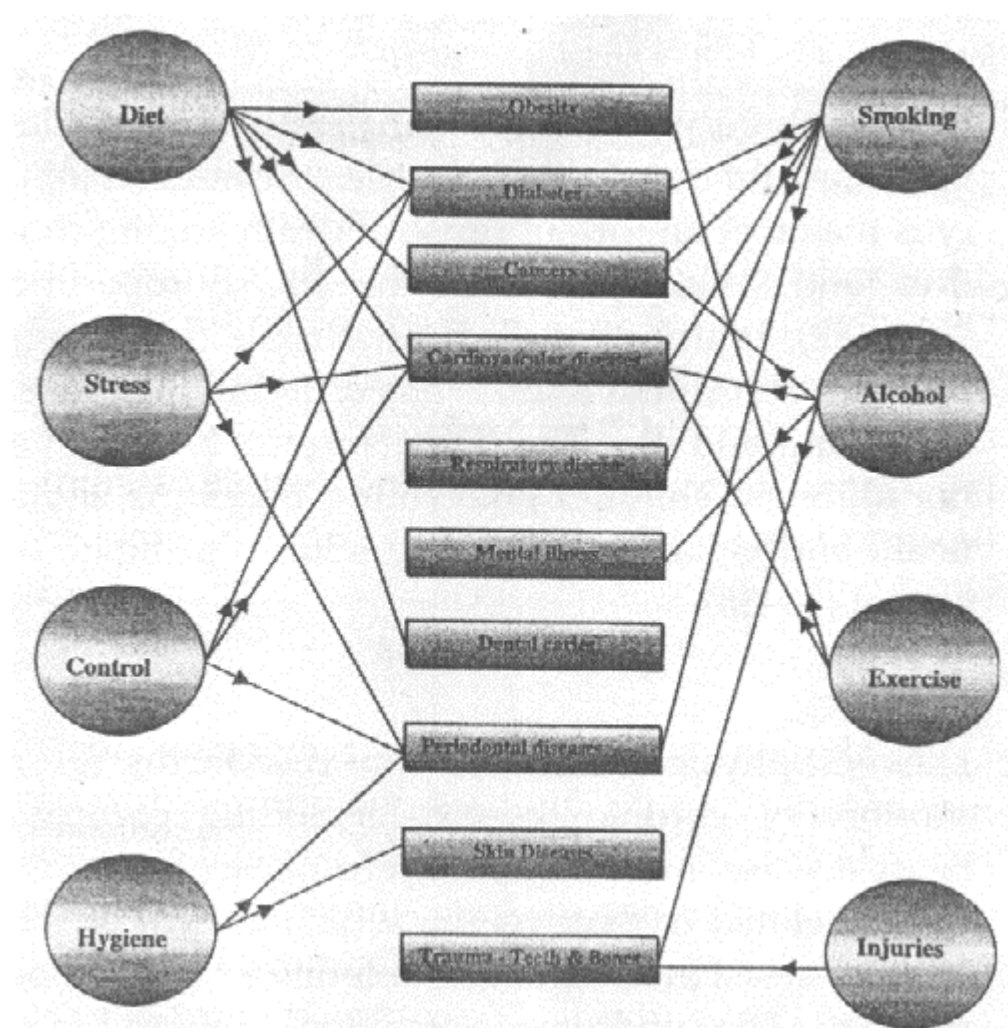 Diet
Obesity
Smoking
Diabetes
Cancers
Stress
Cardiovascular diseases
Alcohol
Respiratory disease
Mental illness
Control
Dental caries
Exercise
Periodontal diseases
Skin Diseases
Hygiene
Trauma - Teeth & Bones
Injuries